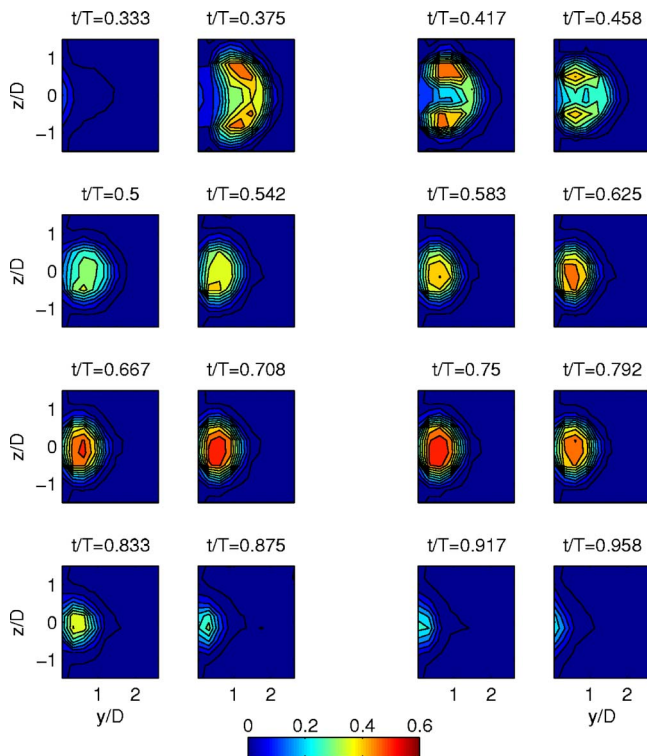 t/T=0.333 t/T=0.375 t/T=0.417 t/T=0.458
z/D 1 0 −1
t/T=0.5 t/T=0.542 t/T=0.583 t/T=0.625
z/D 1 0 −1
t/T=0.667 t/T=0.708 t/T=0.75 t/T=0.792
z/D 1 0 −1
t/T=0.833 t/T=0.875 t/T=0.917 t/T=0.958
z/D 1 0 −1
1 2 1 2 1 2 1 2
y/D y/D
0 0.2 0.4 0.6